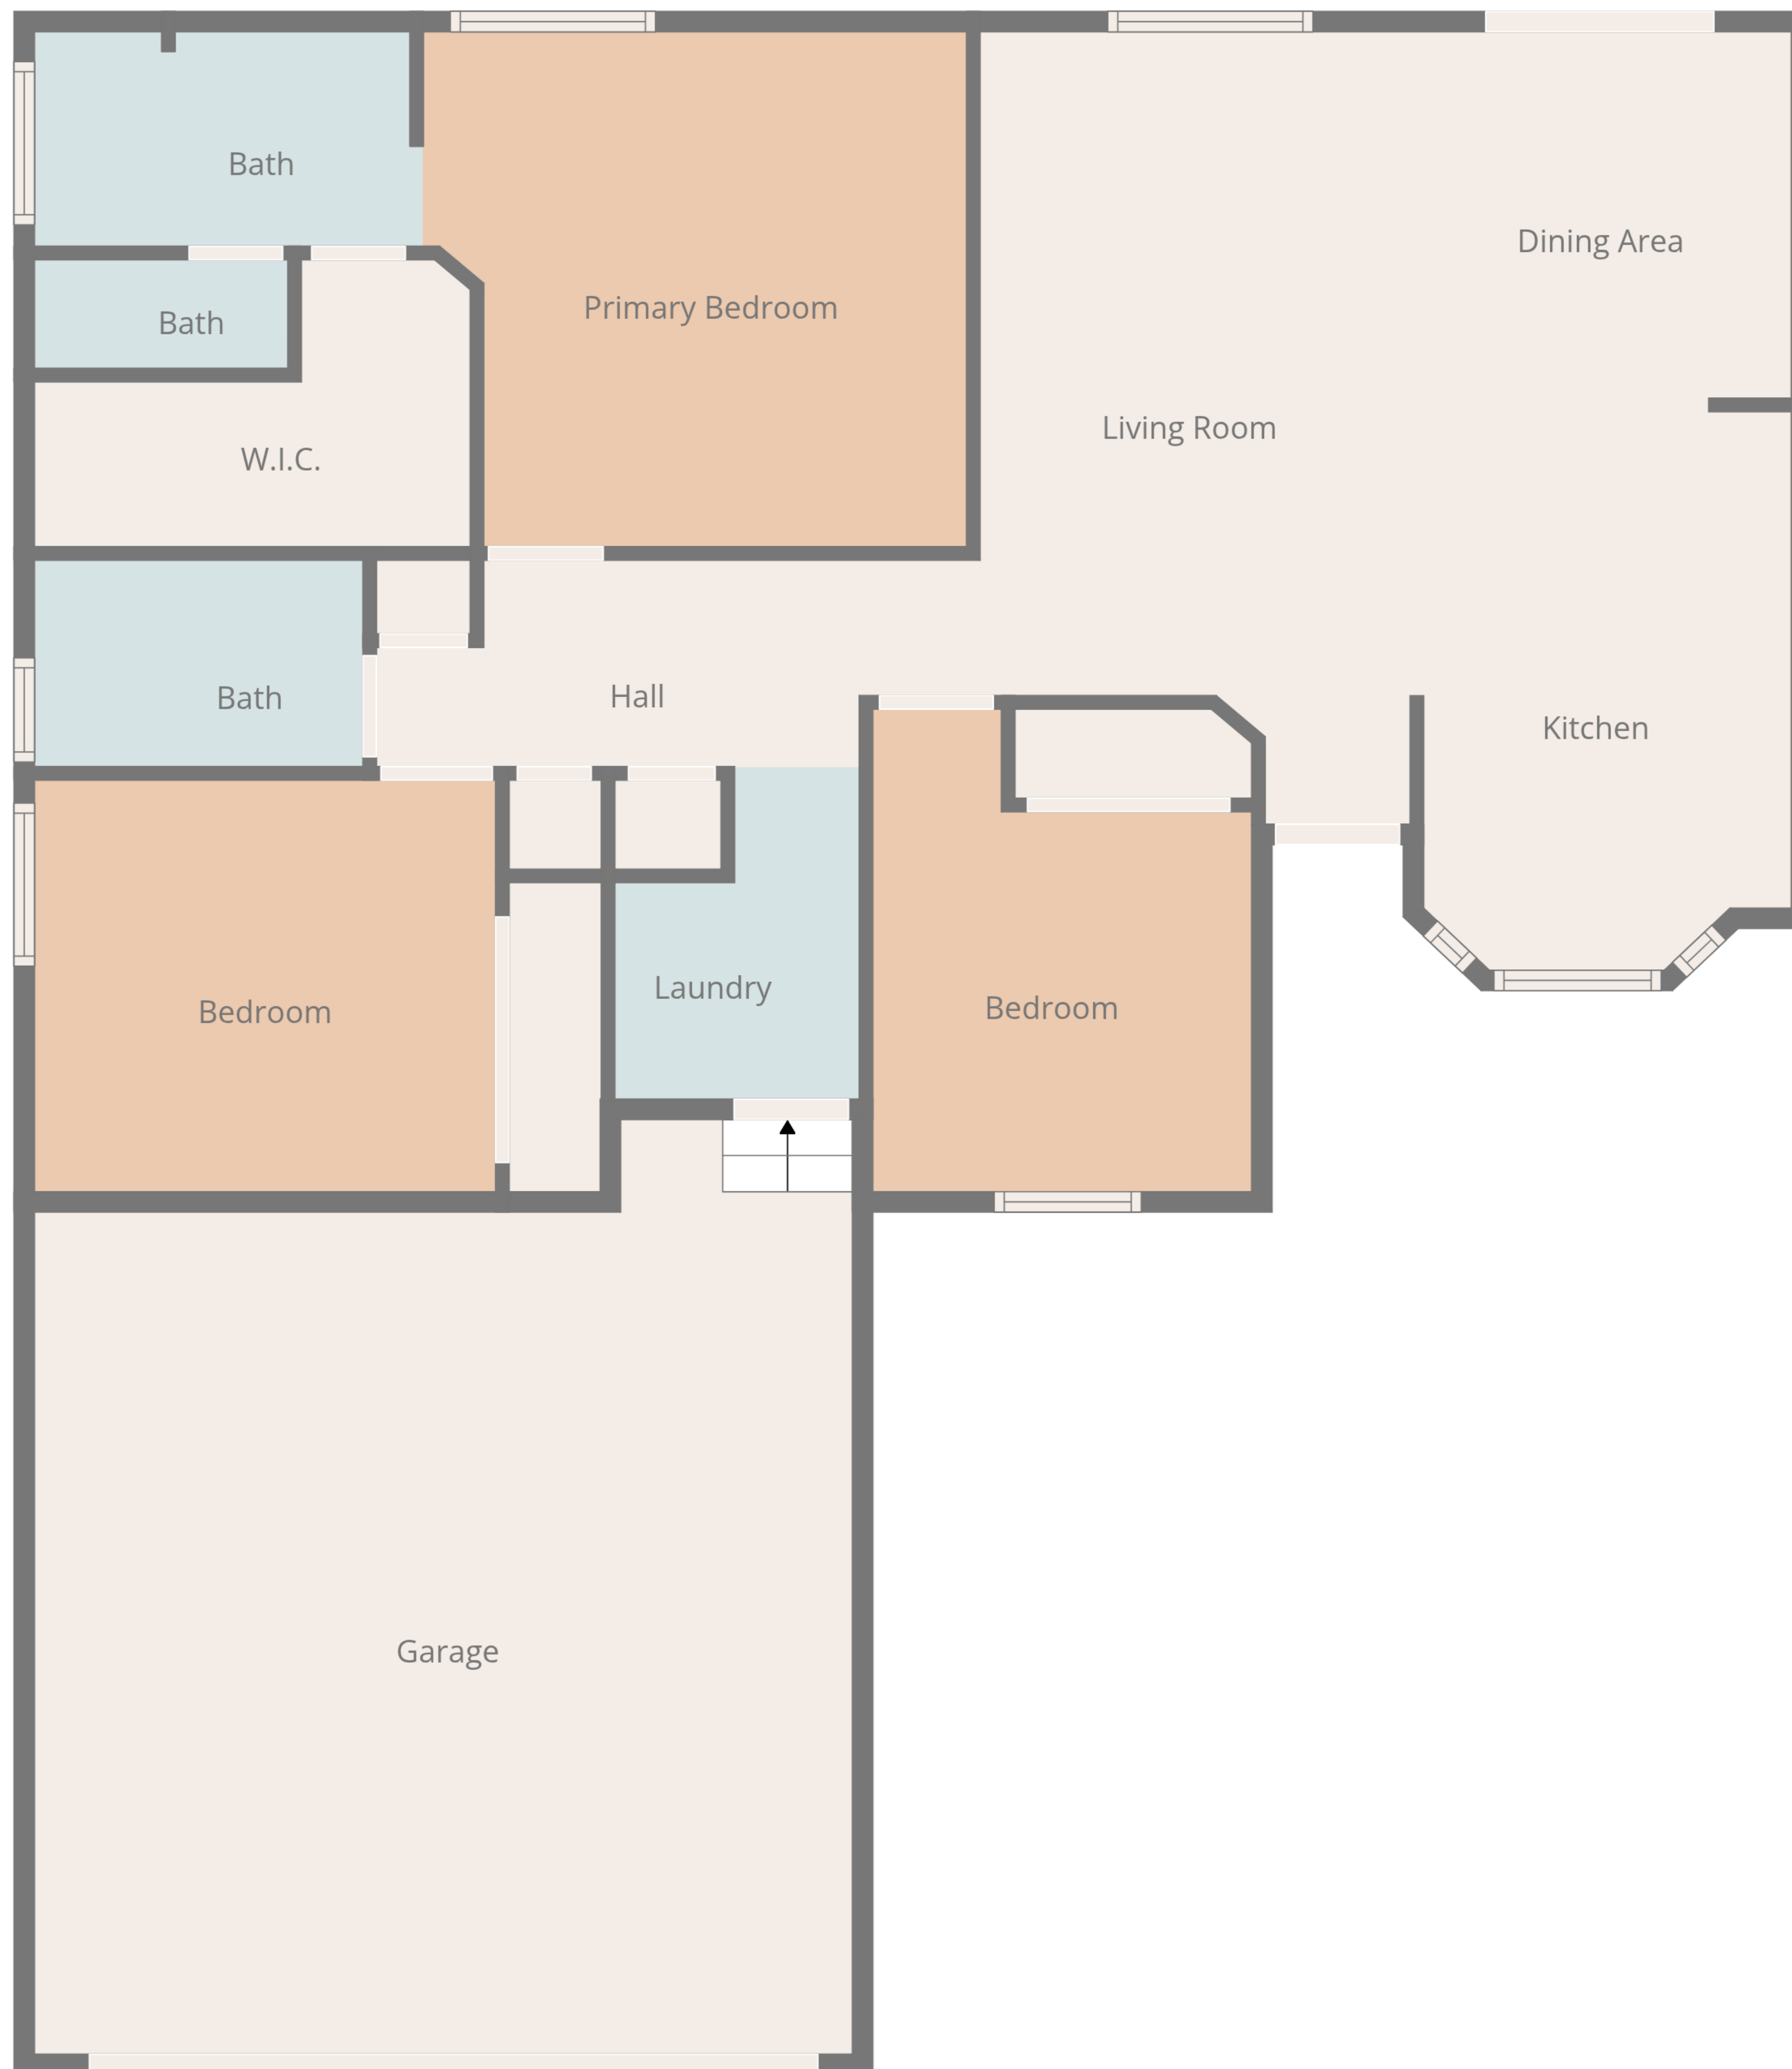 Bath
Dining Area
Primary Bedroom
Bath
Living Room
W.I.C.
Hall
Bath
Kitchen
Laundry
Bedroom
Bedroom
Garage